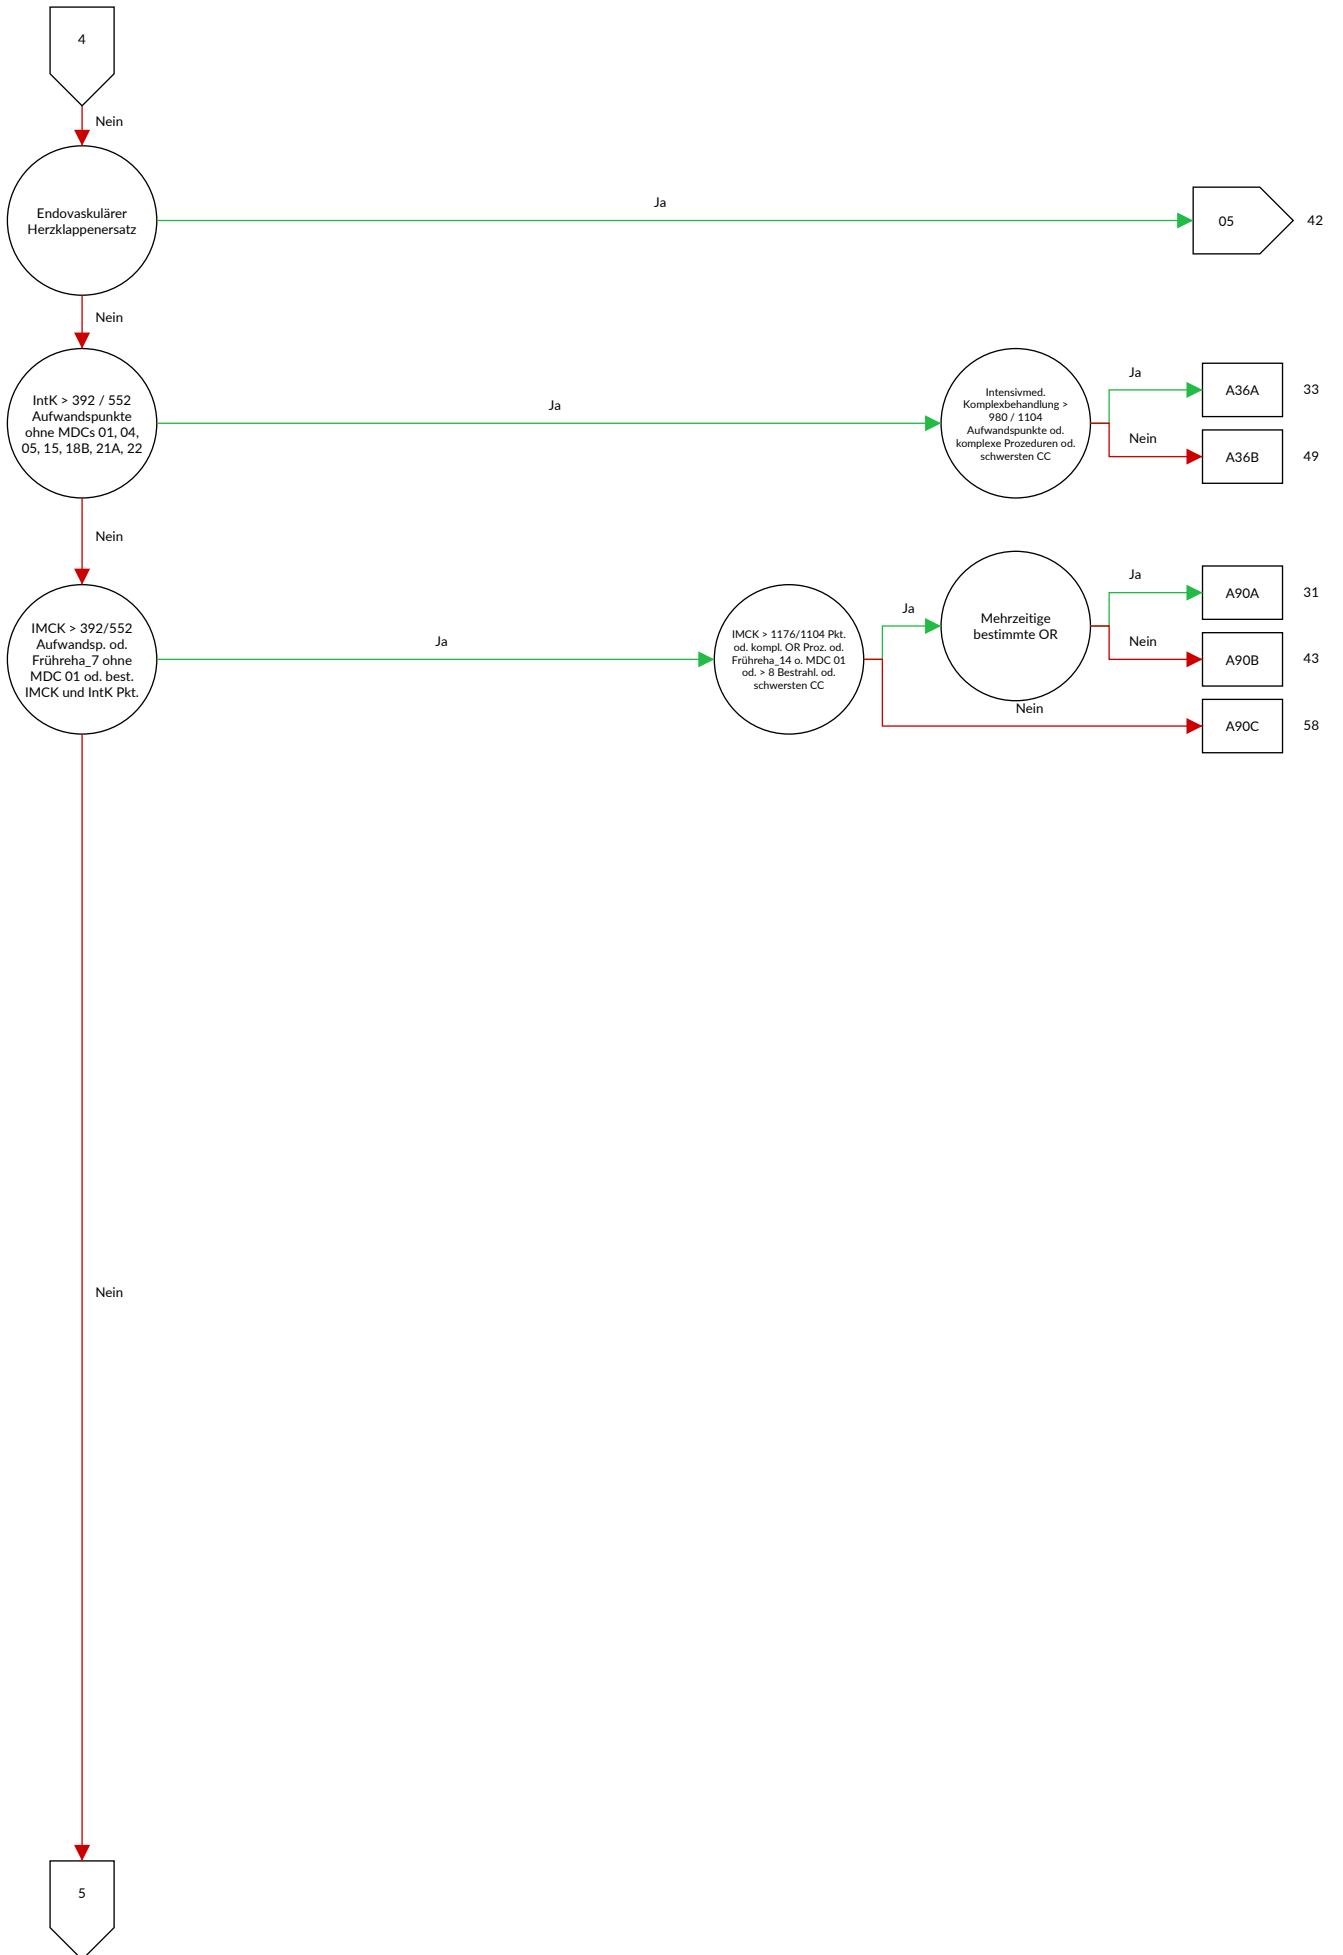 4
Nein
Endovaskulärer
Herzklappenersatz
Ja
05
42
Nein
IntK > 392 / 552
Aufwandspunkte
ohne MDCs 01, 04,
05, 15, 18B, 21A, 22
Ja
Intensivmed.
Komplexbehandlung >
980 / 1104
Aufwandspunkte od.
komplexe Prozeduren od.
schwersten CC
Ja
A36A
33
Nein
A36B
49
Nein
IMCK > 392/552
Aufwandsp. od.
Frühreha_7 ohne
MDC 01 od. best.
IMCK und IntK Pkt.
Ja
IMCK > 1176/1104 Pkt.
od. kompl. OR Proz. od.
Frühreha_14 o. MDC 01
od. > 8 Bestrahl. od.
schwersten CC
Ja
Mehrzeitige
bestimmte OR
Ja
A90A
31
Nein
A90B
43
Nein
A90C
58
Nein
5